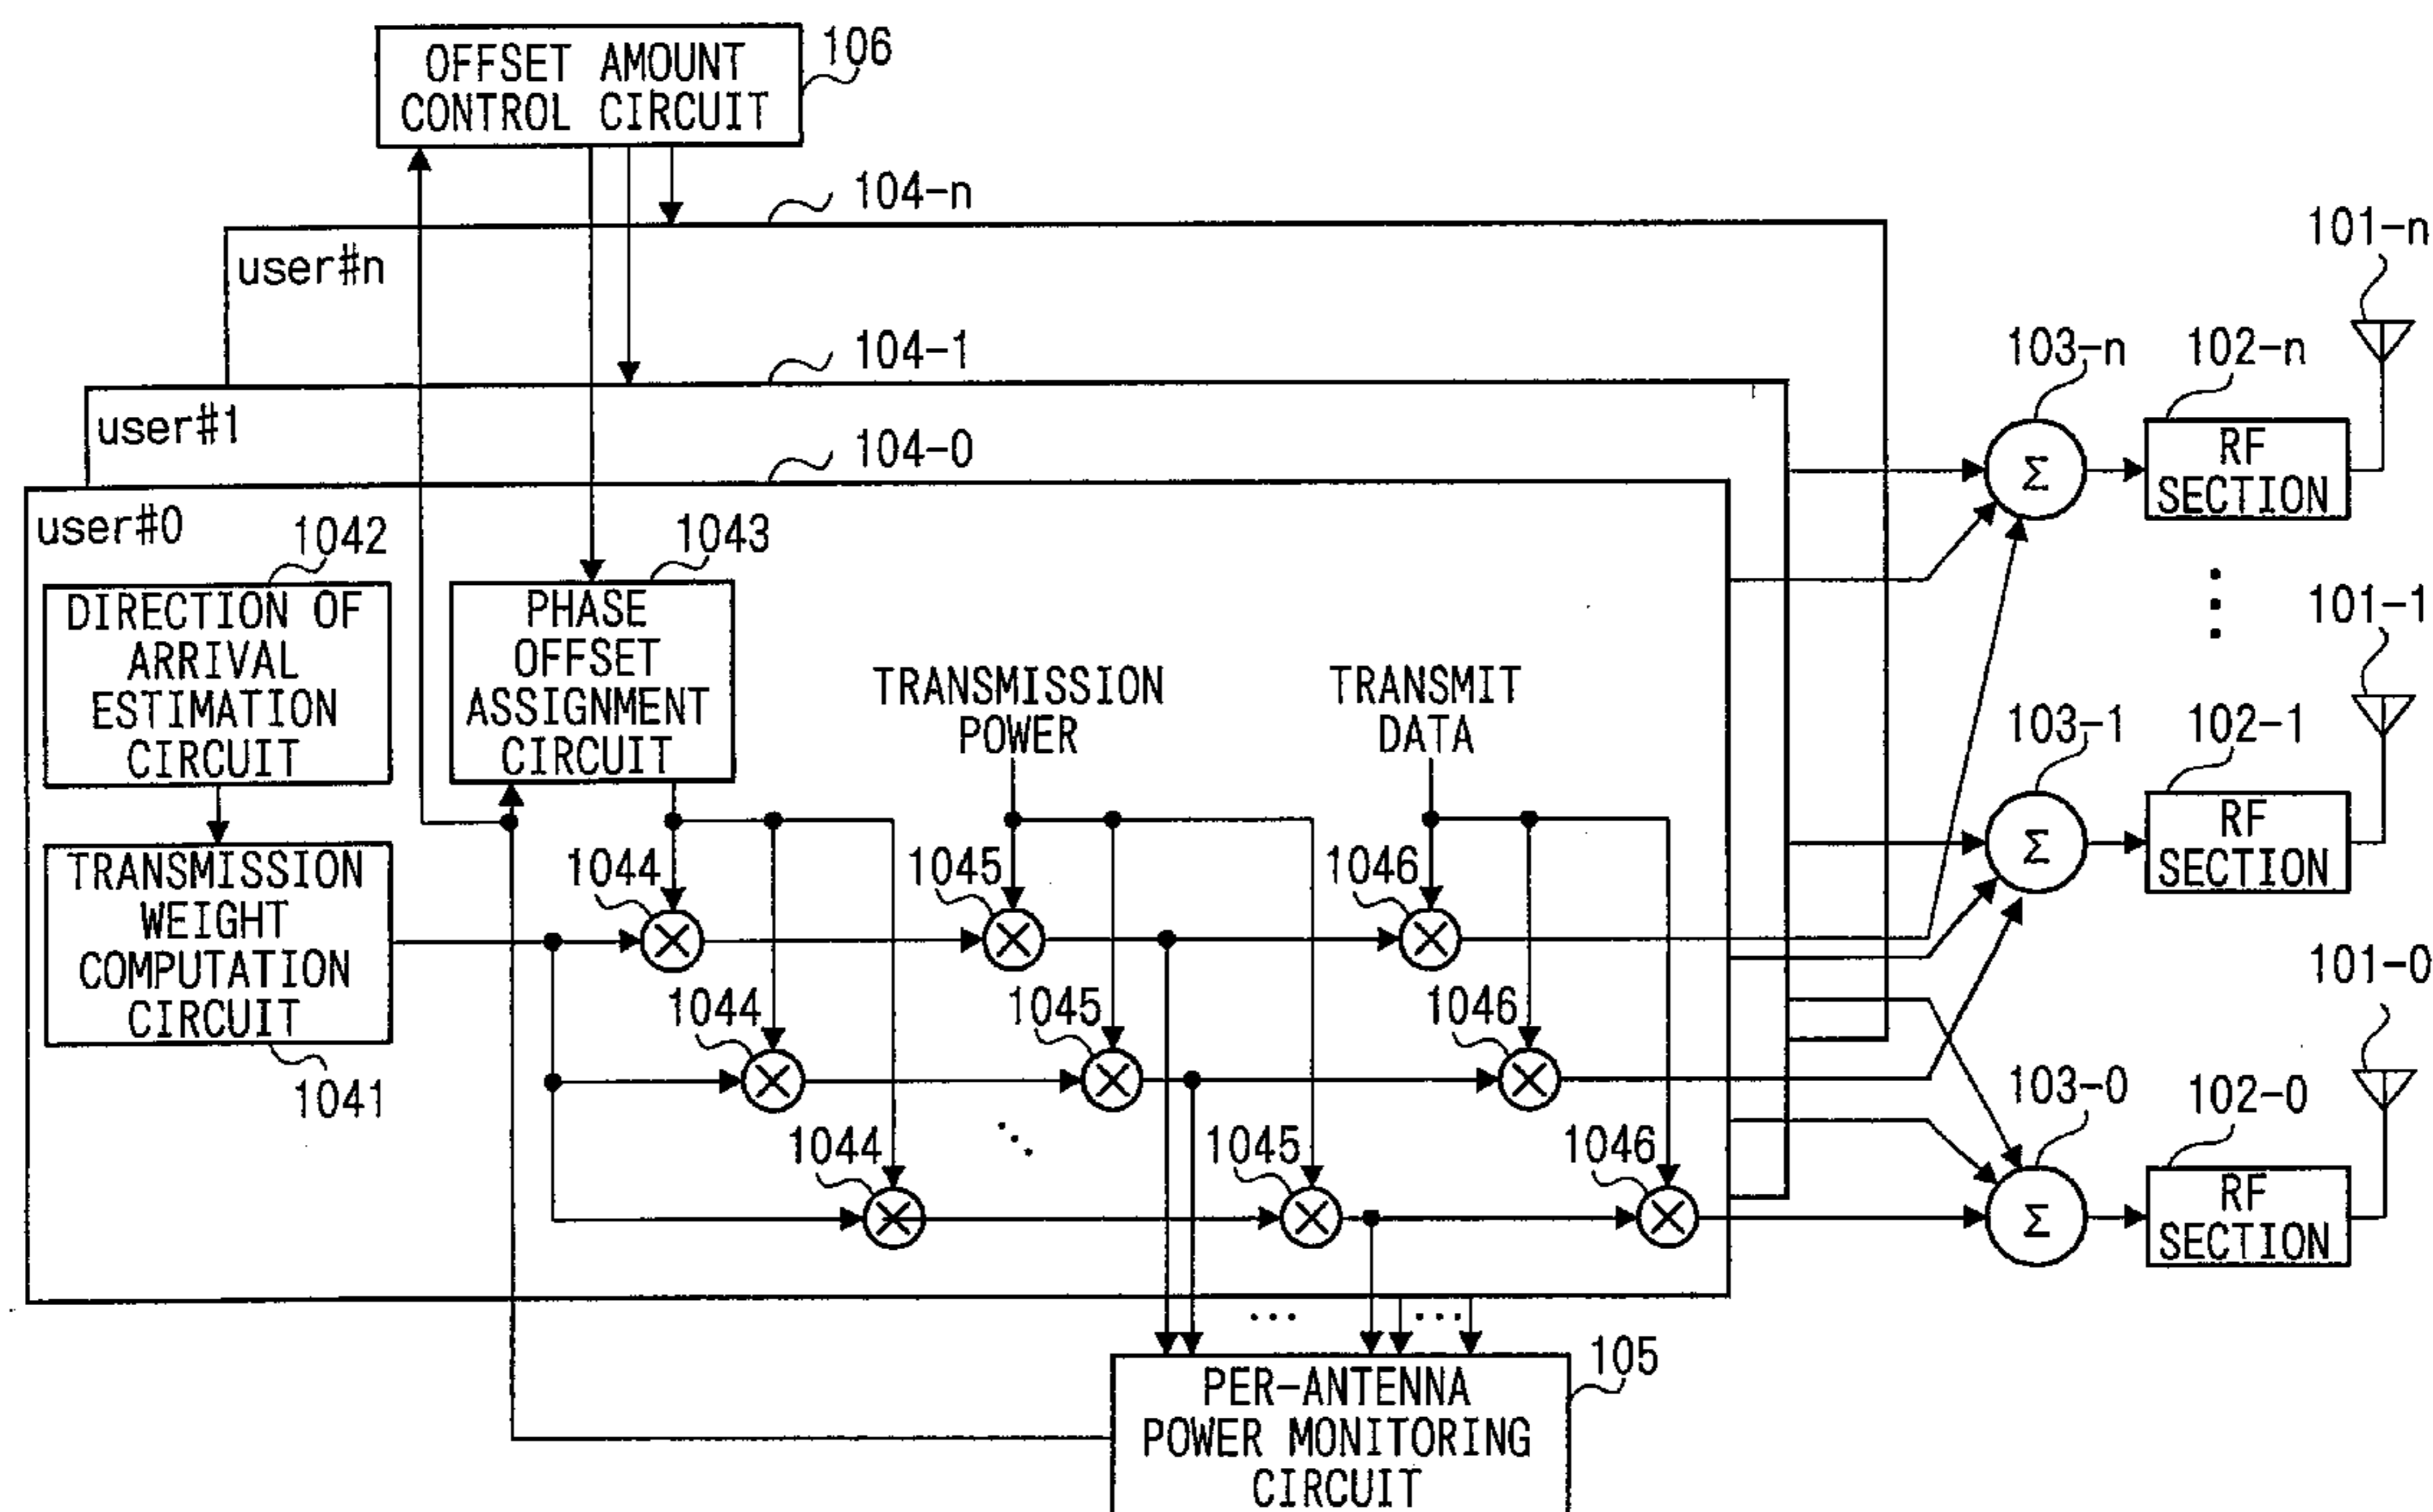 OFFSET AMOUNT
CONTROL CIRCUIT
106
104-n
user#n
101-n
104-1
103-n
102-n
user#1
104-0
Σ
RF
SECTION
user#0
1042
1043
DIRECTION OF
ARRIVAL
ESTIMATION
CIRCUIT
PHASE
OFFSET
ASSIGNMENT
CIRCUIT
TRANSMISSION
POWER
TRANSMIT
DATA
101-1
103-1
102-1
Σ
RF
SECTION
TRANSMISSION
WEIGHT
COMPUTATION
CIRCUIT
1041
1044
1045
1046
1044
1045
1046
1044
1045
1046
101-0
103-0
102-0
Σ
RF
SECTION
105
PER-ANTENNA
POWER MONITORING
CIRCUIT